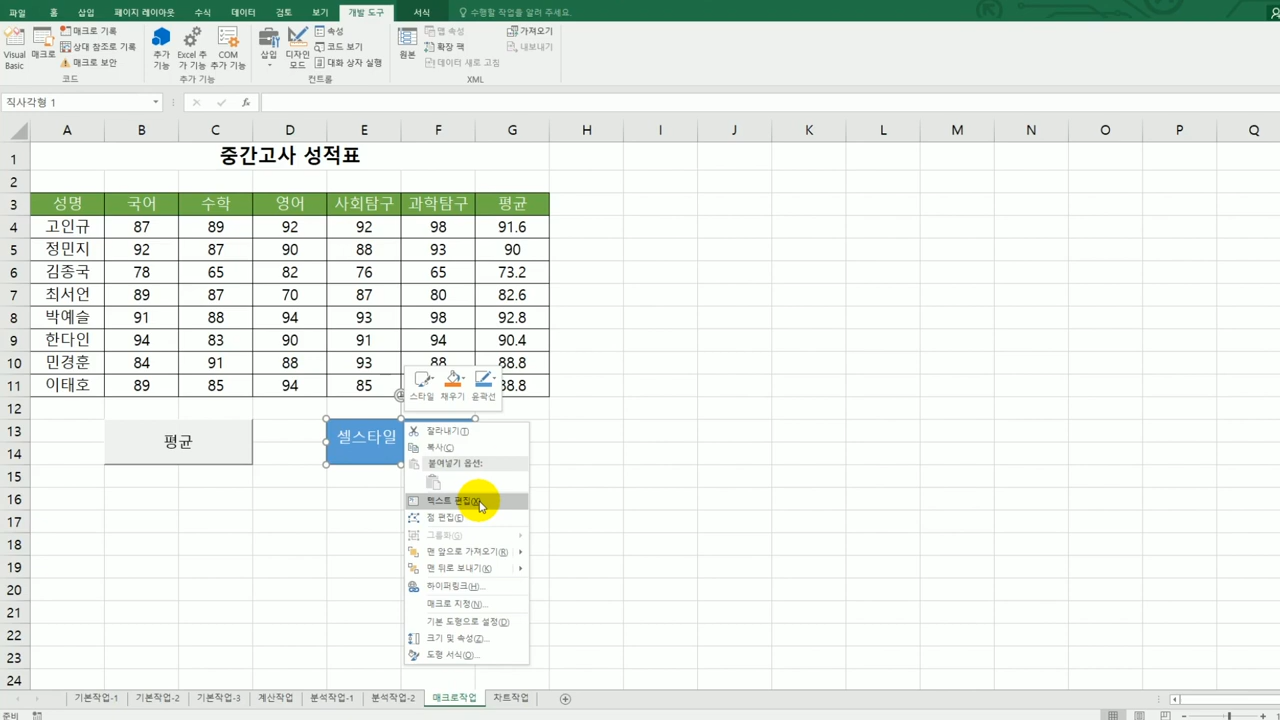 파일 홈 삽입 페이지 레이아웃 수식 데이터 검토 보기 개발 도구 서식 수행할 작업을 알려 주세요.
Visual Basic
매크로
매크로 기록
상대 참조로 기록
매크로 보안
코드
추가 기능
Excel 추가 기능
COM 추가 기능
추가 기능
삽입
디자인 모드
속성
코드 보기
대화 상자 실행
컨트롤
원본
맵 속성
확장 팩
데이터 새로 고침
가져오기
내보내기
XML
직사각형 1
fx
A B C D E F G H I J K L M N O P Q
1 중간고사 성적표
2
3 성명 국어 수학 영어 사회탐구 과학탐구 평균
4 고인규 87 89 92 92 98 91.6
5 정민지 92 87 90 88 93 90
6 김종국 78 65 82 76 65 73.2
7 최서언 89 87 70 87 80 82.6
8 박예슬 91 88 94 93 98 92.8
9 한다인 94 83 90 91 94 90.4
10 민경훈 84 91 88 93 88 88.8
11 이태호 89 85 94 85
스타일 채우기 윤곽선
12
13
14
15
16
17
18
19
20
21
22
23
24
평균
셀스타일
잘라내기(T)
복사(C)
붙여넣기 옵션:
텍스트 편집(X)
점 편집(E)
그룹화(G)
맨 앞으로 가져오기(R)
맨 뒤로 보내기(K)
하이퍼링크(H)...
매크로 지정(N)...
기본 도형으로 설정(D)
크기 및 속성(Z)...
도형 서식(O)...
기본작업-1 기본작업-2 기본작업-3 계산작업 분석작업-1 분석작업-2 매크로작업 차트작업
준비